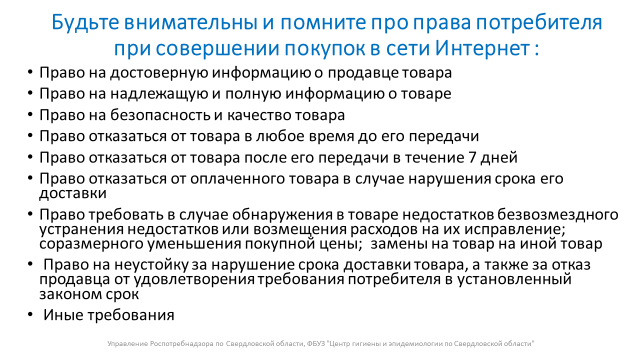 Будьте внимательны и помните про права потребителя
при совершении покупок в сети Интернет :
• Право на достоверную информацию о продавце товара
• Право на надлежащую и полную информацию о товаре
• Право на безопасность и качество товара
• Право отказаться от товара в любое время до его передачи
• Право отказаться от товара после его передачи в течение 7 дней
• Право отказаться от оплаченного товара в случае нарушения срока его
доставки
• Право требовать в случае обнаружения в товаре недостатков безвозмездного
устранения недостатков или возмещения расходов на их исправление;
соразмерного уменьшения покупной цены; замены на товар на иной товар
• Право на неустойку за нарушение срока доставки товара, а также за отказ
продавца от удовлетворения требования потребителя в установленный
законом срок
• Иные требования
Управление Роспотребнадзора по Свердловской области, ФБУЗ "Центр гигиены и эпидемиологии по Свердловской области"